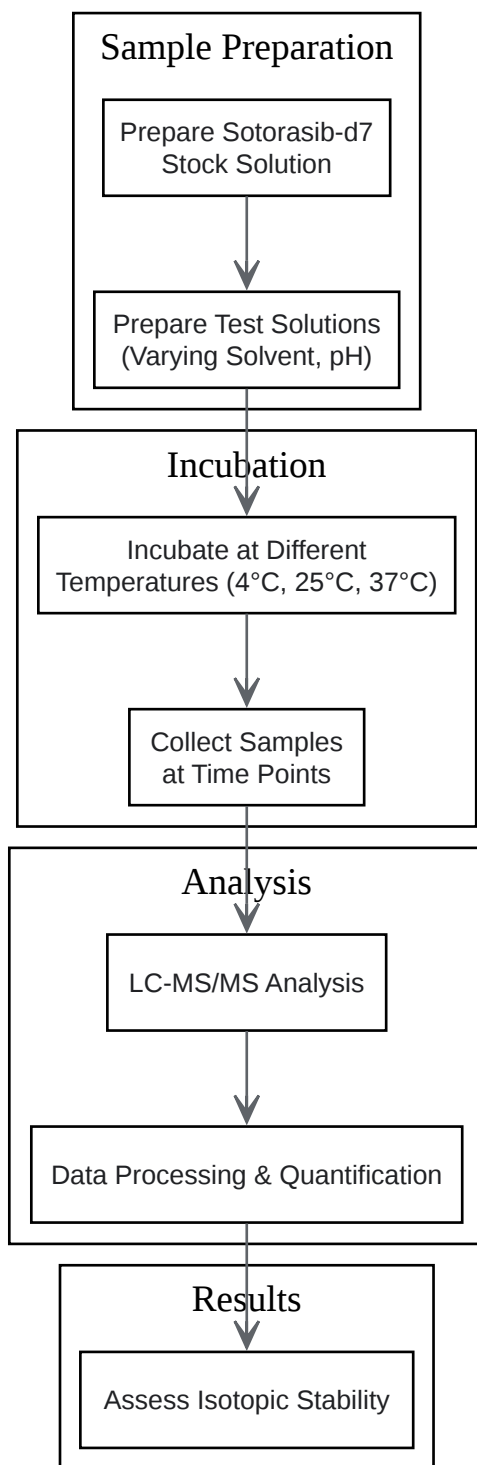 Sample Preparation
Prepare Sotorasib-d7
Stock Solution
Prepare Test Solutions
(Varying Solvent, pH)
Incubation
Incubate at Different
Temperatures (4°C, 25°C, 37°C)
Collect Samples
at Time Points
Analysis
LC-MS/MS Analysis
Data Processing & Quantification
Results
Assess Isotopic Stability